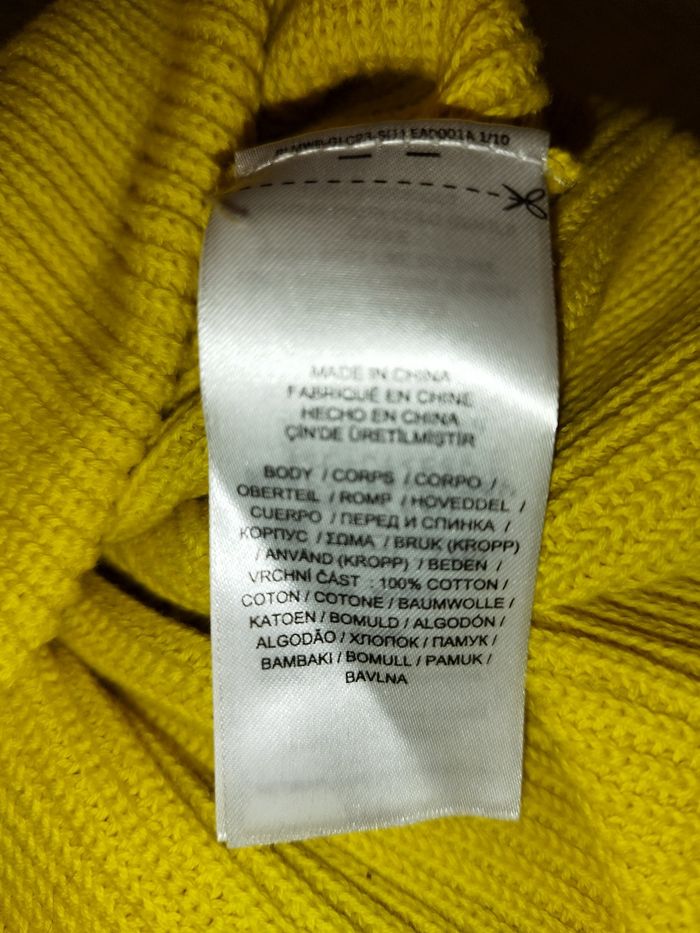 1/10
MADE IN CHINA
FABRIQUÉ EN CHINE
HECHO EN CHINA
ÇİN'DE ÜRETİLMİŞTİR
BODY / CORPS / CORPO /
OBERTEIL / ROMP / HOVEDDEL /
CUERPO / ПЕРЕД И СПИНКА /
КОРПУС / ΣΩΜΑ / BRUK (KROPP)
/ ANVÄND (KROPP) / BEDEN /
VRCHNÍ ČÁST : 100% COTTON /
COTON / COTONE / BAUMWOLLE /
KATOEN / BOMULD / ALGODÓN /
ALGODÃO / ХЛОПОК / ПАМУК /
BAMBAKI / BOMULL / PAMUK /
BAVLNA